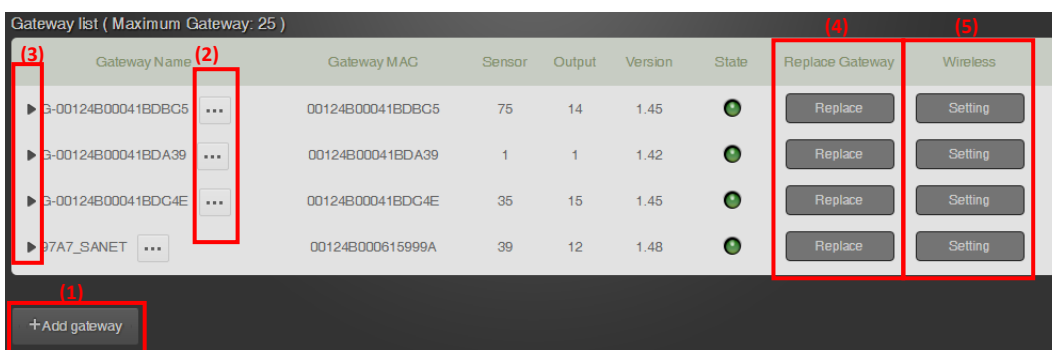 Gateway list ( Maximum Gateway: 25 )
(3) (2) (4) (5)
Gateway Name Gateway MAC Sensor Output Version State Replace Gateway Wireless
G-00124B00041BDBC5 ... 00124B00041BDBC5 75 14 1.45 Replace Setting
G-00124B00041BDA39 ... 00124B00041BDA39 1 1 1.42 Replace Setting
G-00124B00041BDC4E ... 00124B00041BDC4E 35 15 1.45 Replace Setting
97A7_SANET ... 00124B000615999A 39 12 1.48 Replace Setting
(1)
+Add gateway